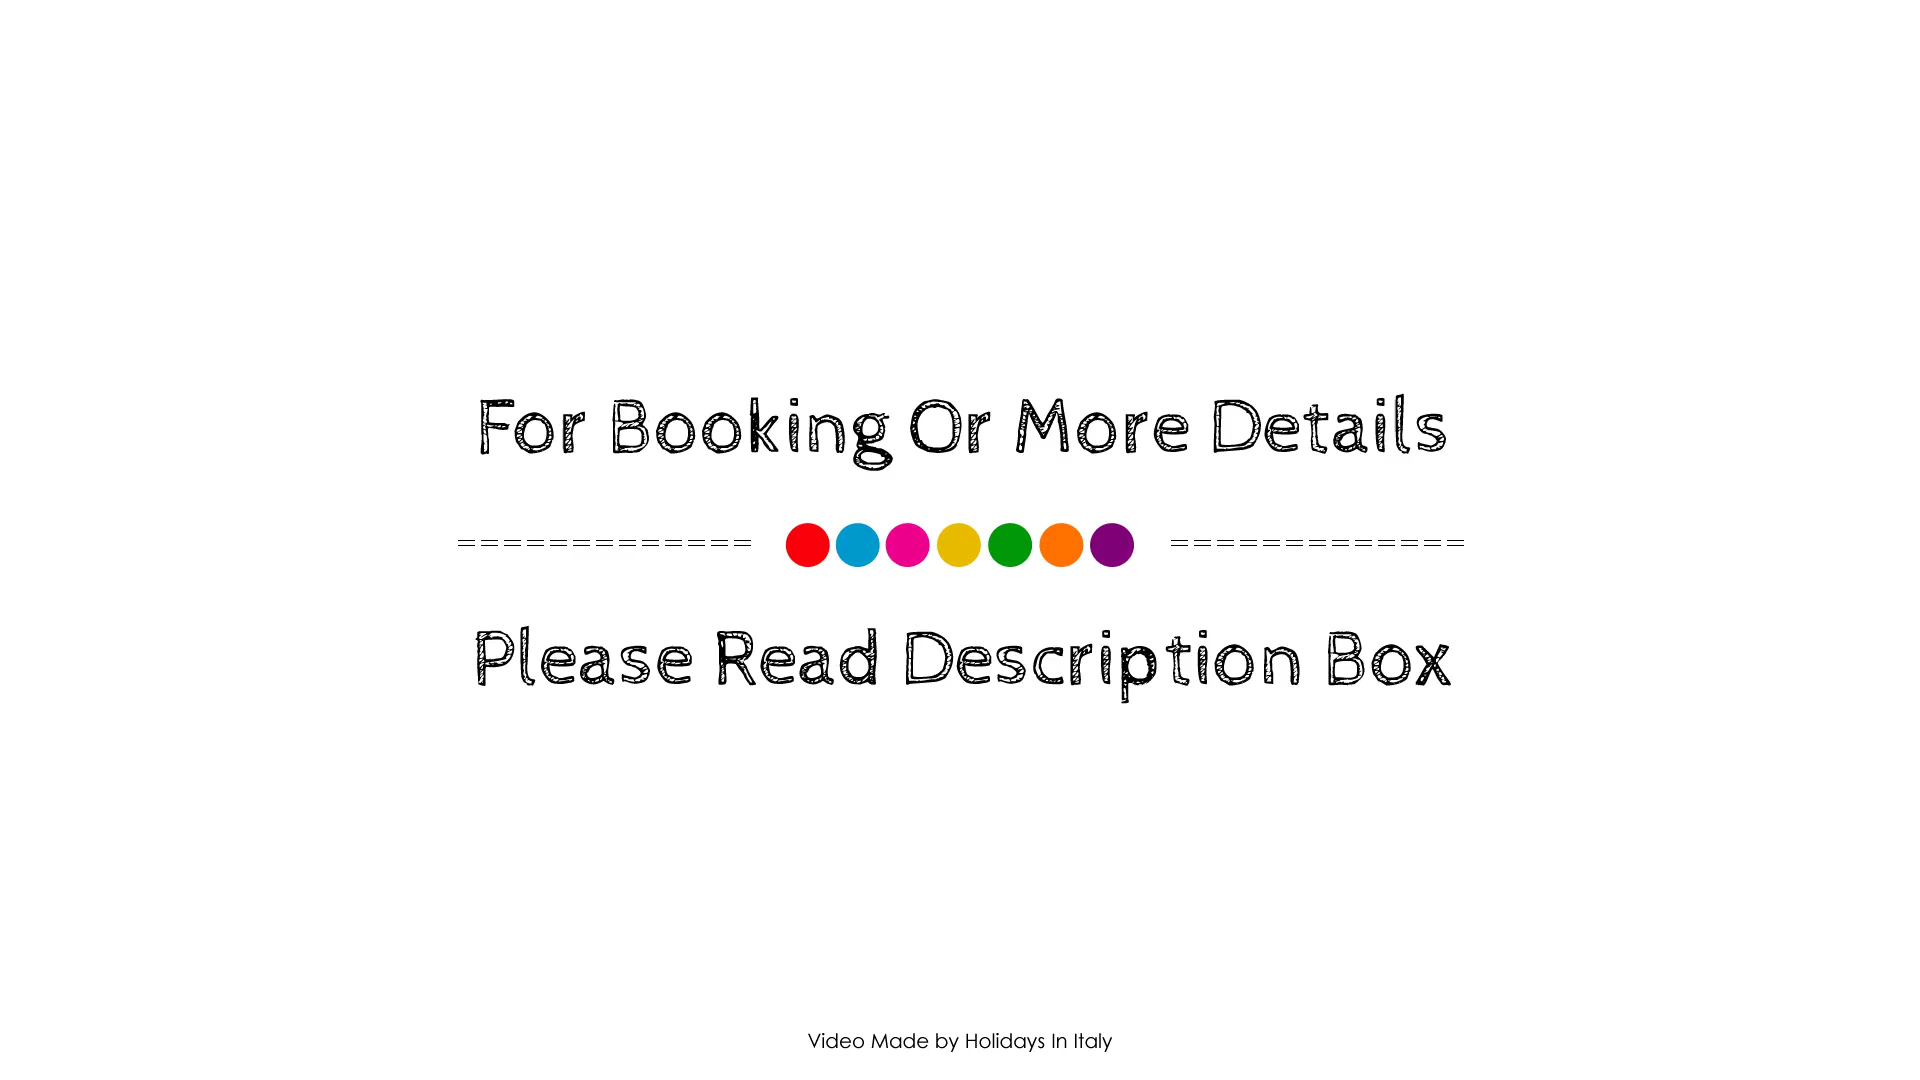 For Booking Or More Details
============= =============
Please Read Description Box
Video Made by Holidays In Italy